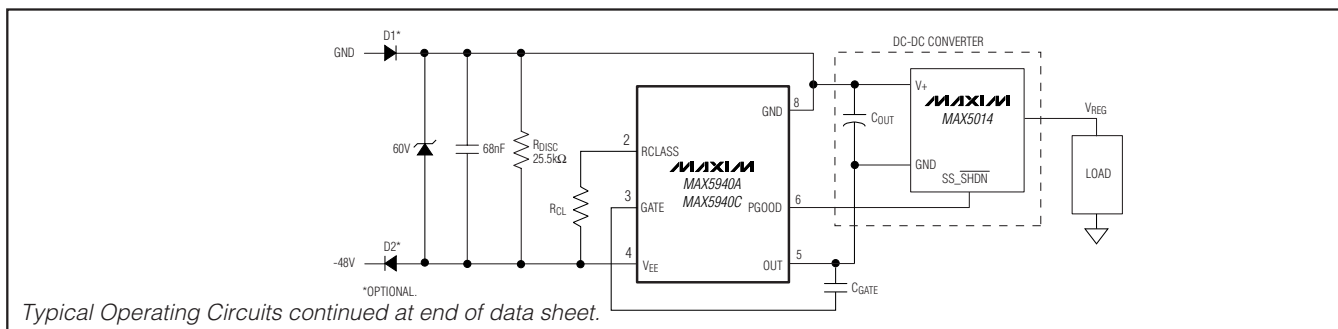 DC-DC CONVERTER
GND
D1*
60V
68nF
RDISC
25.5kΩ
RCL
2
RCLASS
3
GATE
4
VEE
GND
8
MAXIM
MAX5940A
MAX5940C
PGOOD
6
OUT
5
CGATE
COUT
V+
MAXIM
MAX5014
GND
SS_SHDN
VREG
LOAD
-48V
D2*
*OPTIONAL.
Typical Operating Circuits continued at end of data sheet.